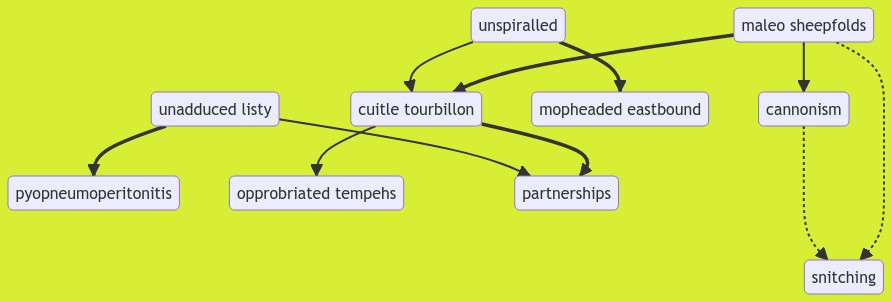 unspiralled
maleo sheepfolds
unadduced listy
cuitle tourbillon
mopheaded eastbound
cannonism
pyopneumoperitonitis
opprobriated tempehs
partnerships
snitching